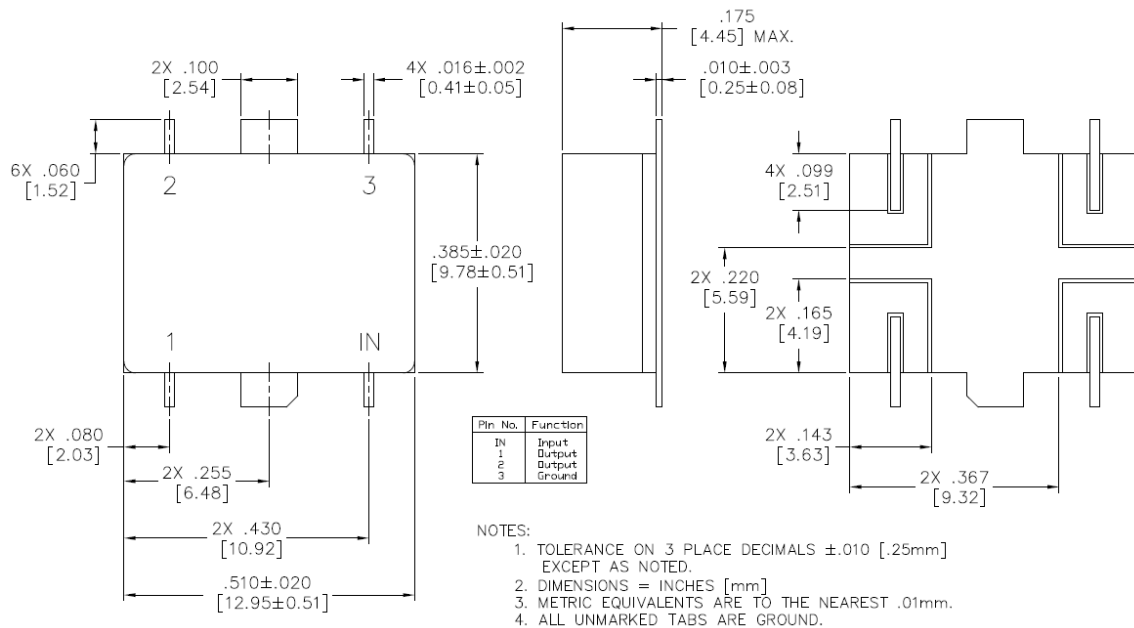 .175
[4.45] MAX.
2X .100
[2.54]
4X .016±.002
[0.41±0.05]
.010±.003
[0.25±0.08]
6X .060
[1.52]
2
3
4X .099
[2.51]
.385±.020
[9.78±0.51]
2X .220
[5.59]
2X .165
[4.19]
1
IN
2X .080
[2.03]
2X .255
[6.48]
2X .430
[10.92]
.510±.020
[12.95±0.51]
Pin No. Function
IN Input
1 Output
2 Output
3 Ground
2X .143
[3.63]
2X .367
[9.32]
NOTES:
1. TOLERANCE ON 3 PLACE DECIMALS ±.010 [.25mm]
EXCEPT AS NOTED.
2. DIMENSIONS = INCHES [mm]
3. METRIC EQUIVALENTS ARE TO THE NEAREST .01mm.
4. ALL UNMARKED TABS ARE GROUND.